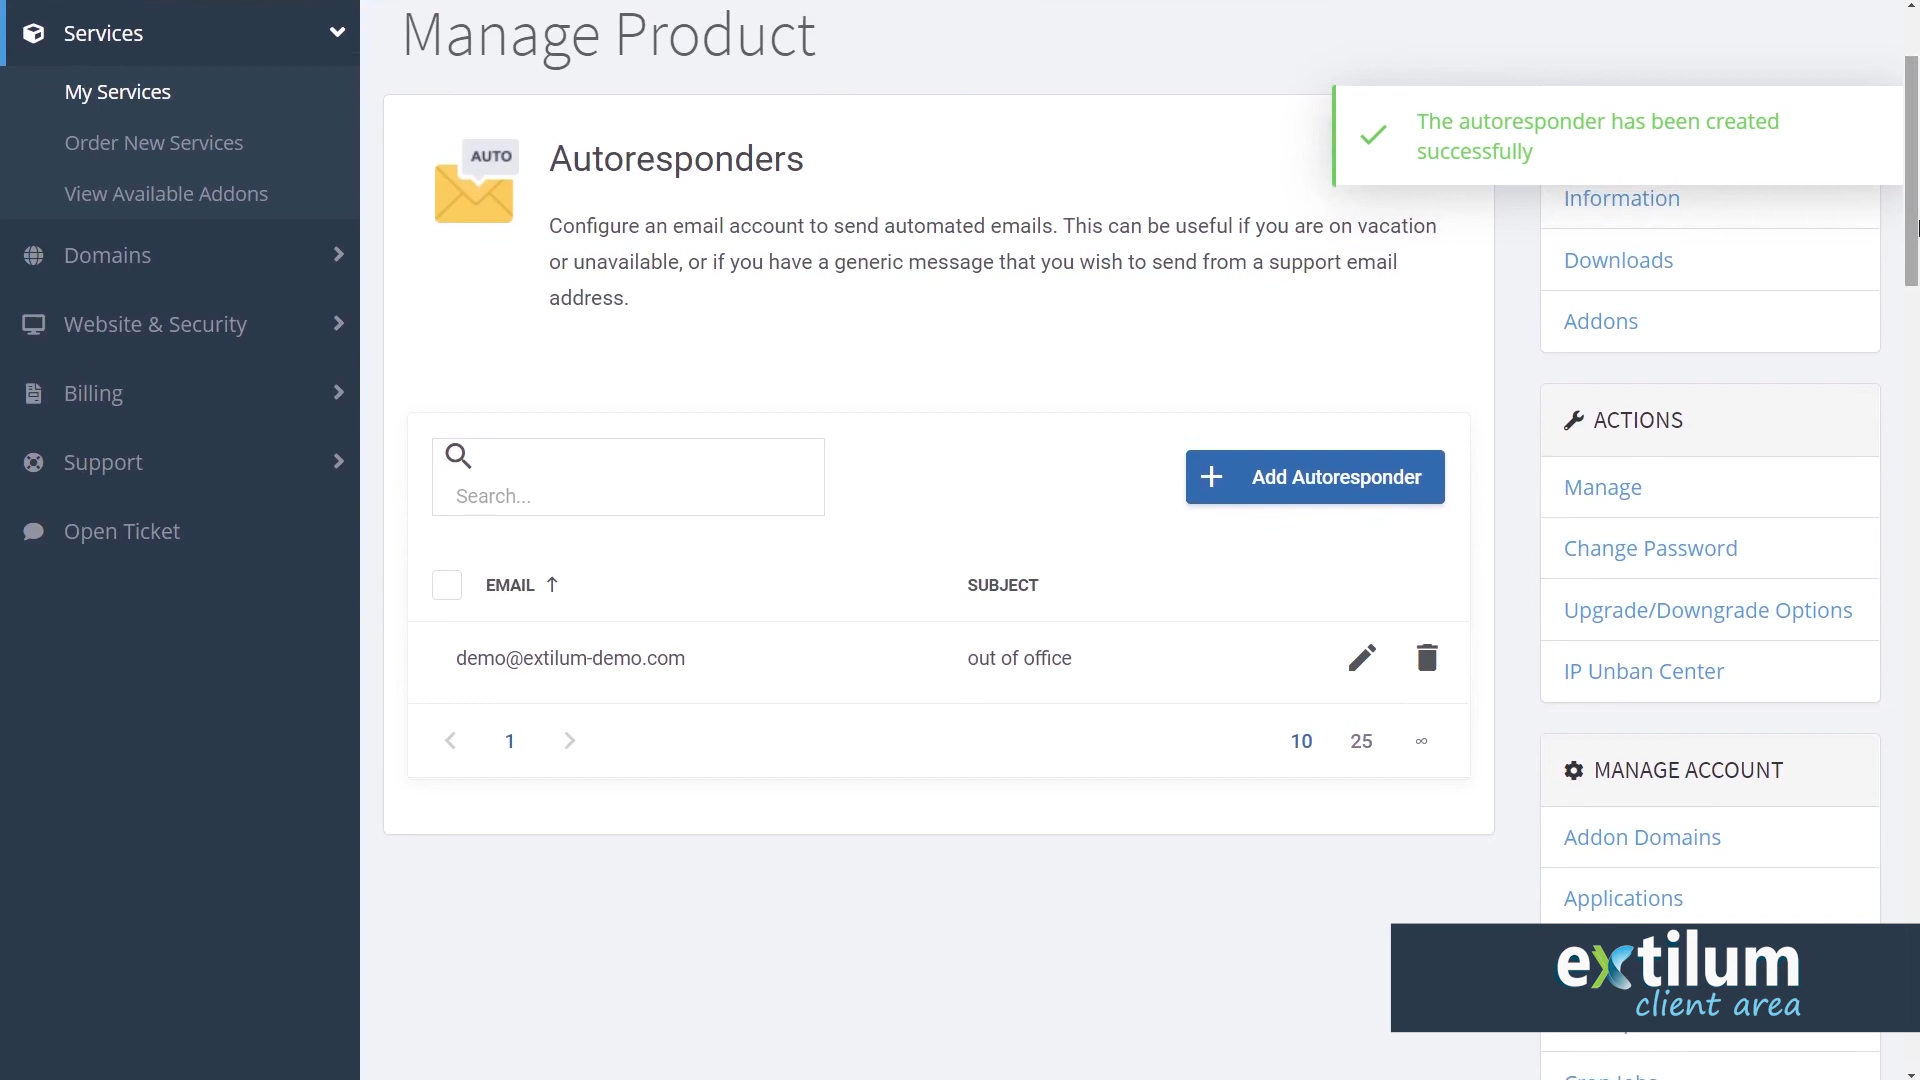 Services
My Services
Order New Services
View Available Addons
Domains
Website & Security
Billing
Support
Open Ticket
Manage Product
AUTO
Autoresponders
Configure an email account to send automated emails. This can be useful if you are on vacation
or unavailable, or if you have a generic message that you wish to send from a support email
address.
Search...
Add Autoresponder
EMAIL ↑
SUBJECT
demo@extilum-demo.com
out of office
1
10
25
∞
The autoresponder has been created
successfully
Information
Downloads
Addons
ACTIONS
Manage
Change Password
Upgrade/Downgrade Options
IP Unban Center
MANAGE ACCOUNT
Addon Domains
Applications
extilum
client area